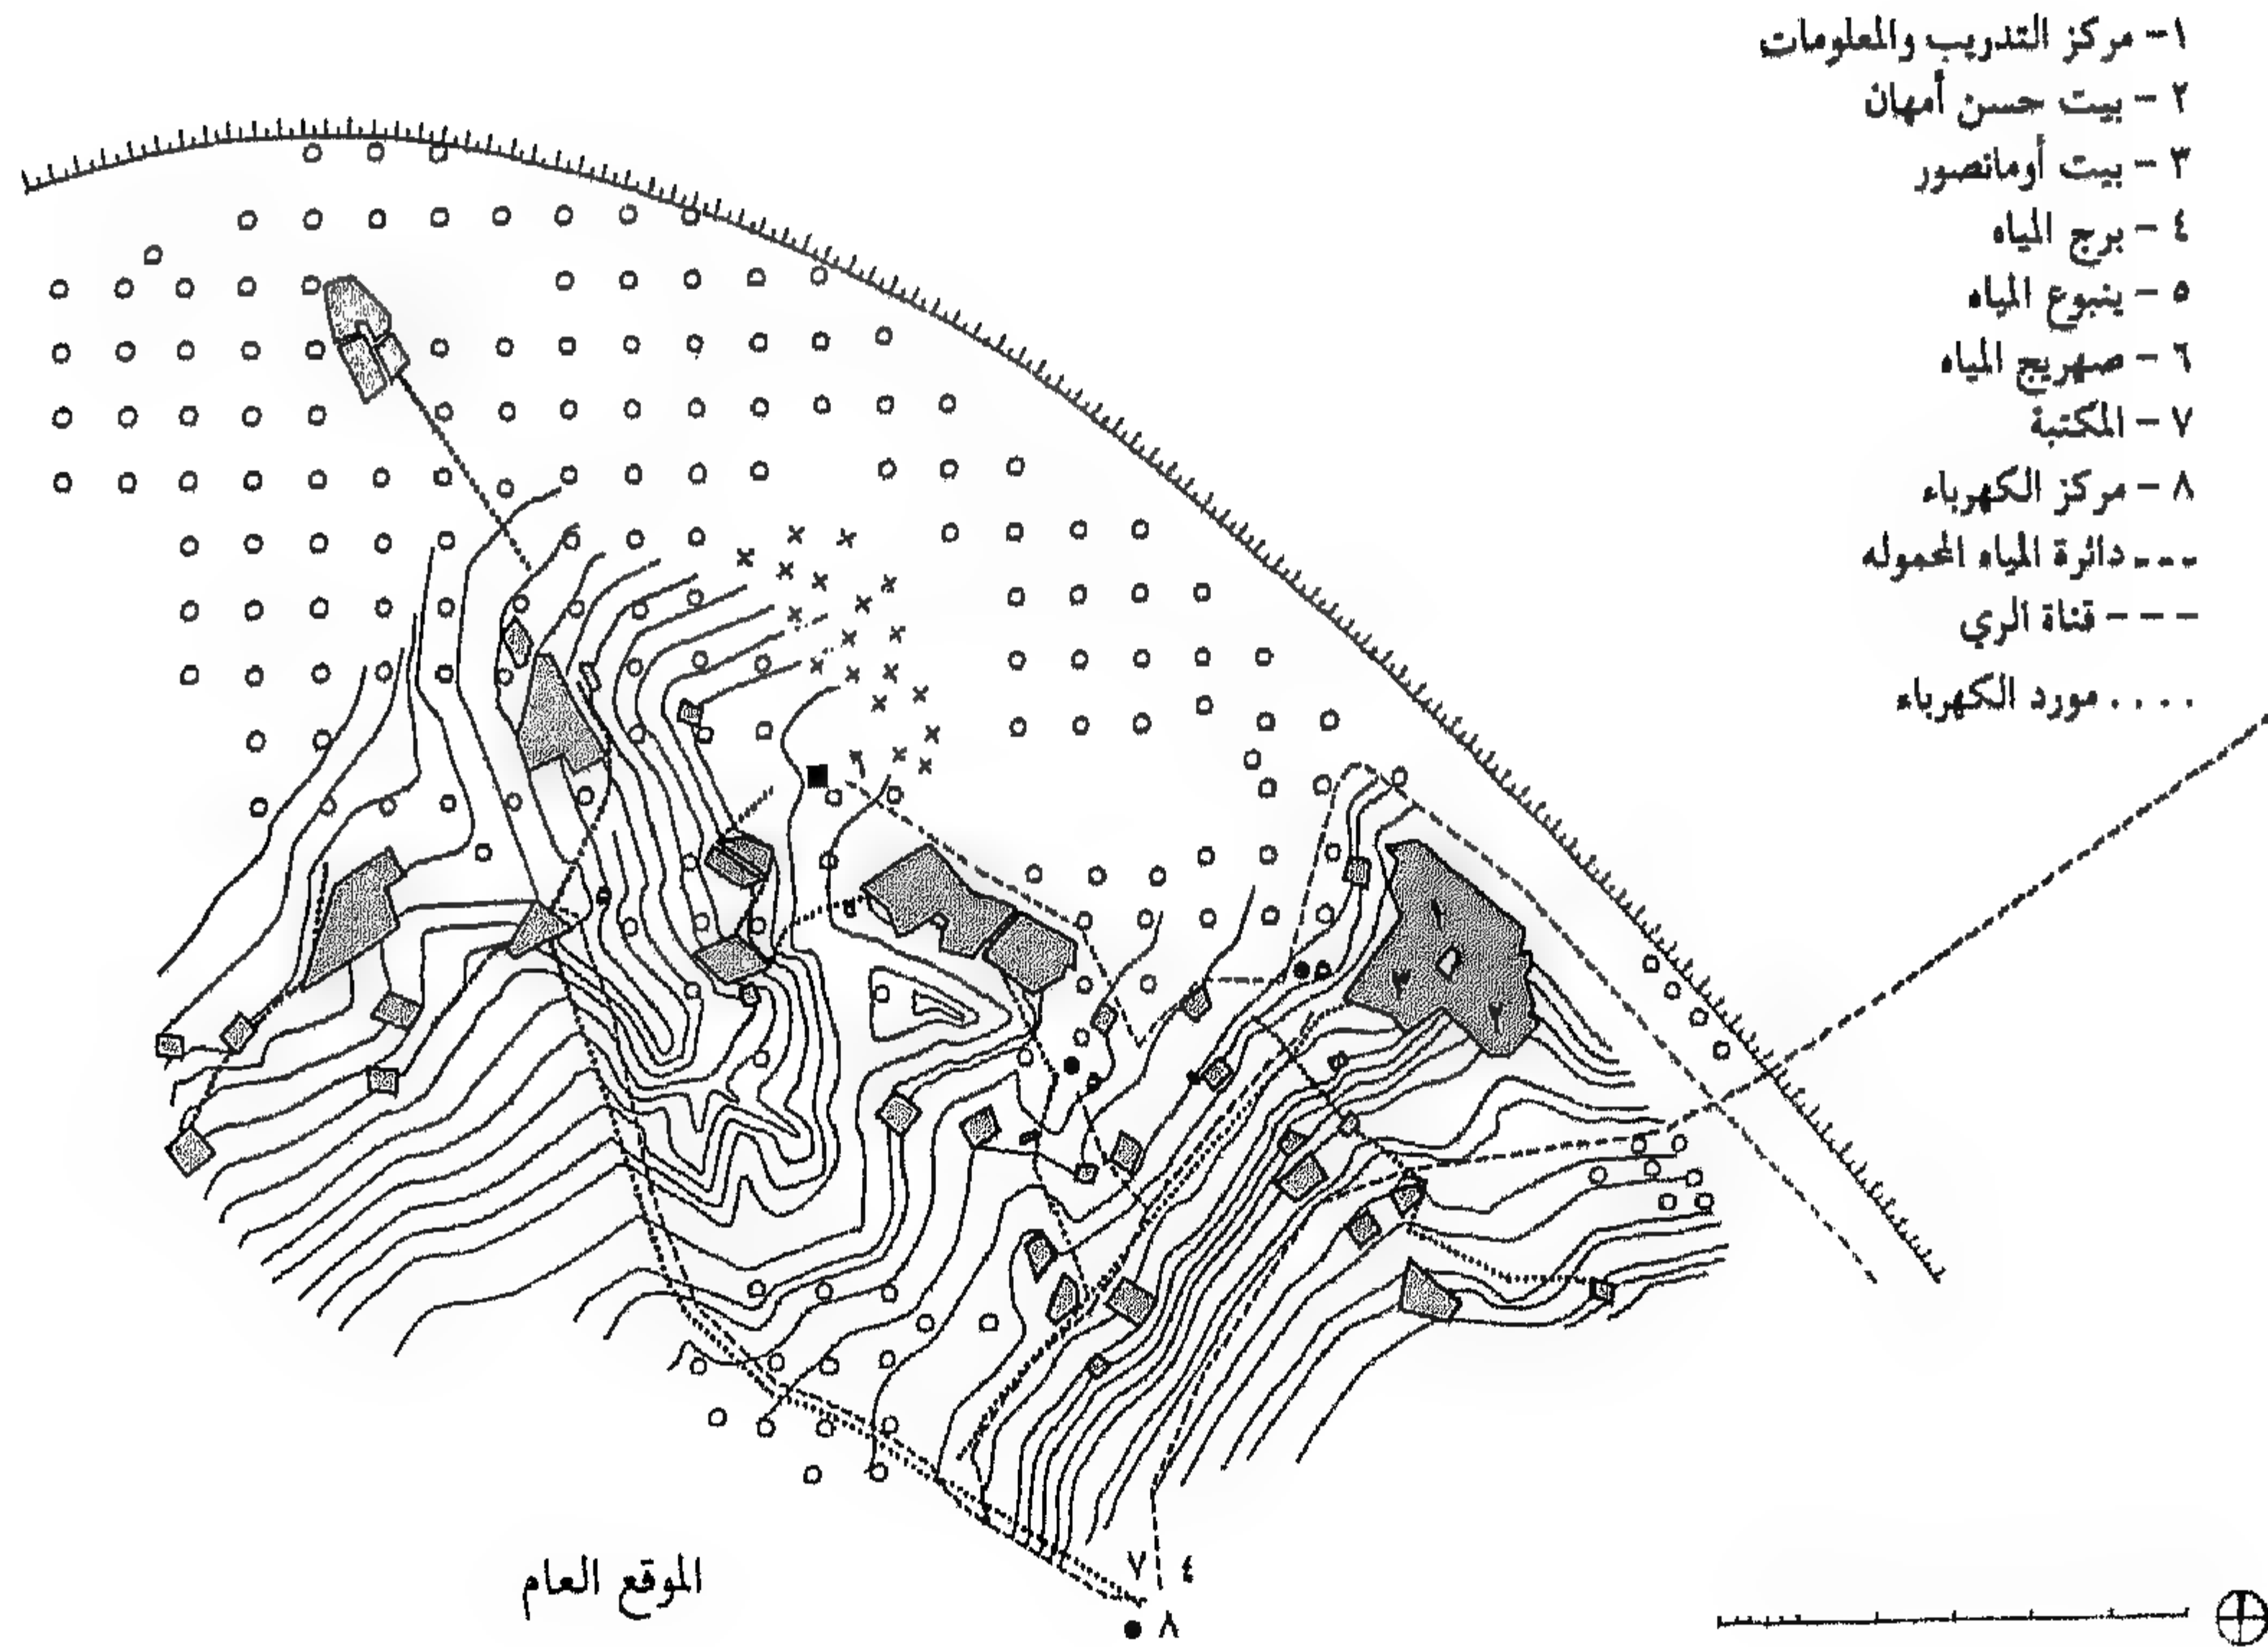 ١- مركز التدريب والمعلومات
٢ - بيت حسن أمهان
٣ - بيت أومانصور
٤ - برج المياه
٥ - ينبوع المياه
٦ - صهريج المياه
٧ - المكتبة
٨ - مركز الكهرباء
---دائرة المياه المحموله
--- قناة الري
....مورد الكهرباء
٦
١
٣
٢
٧ ٤
٨
الموقع العام